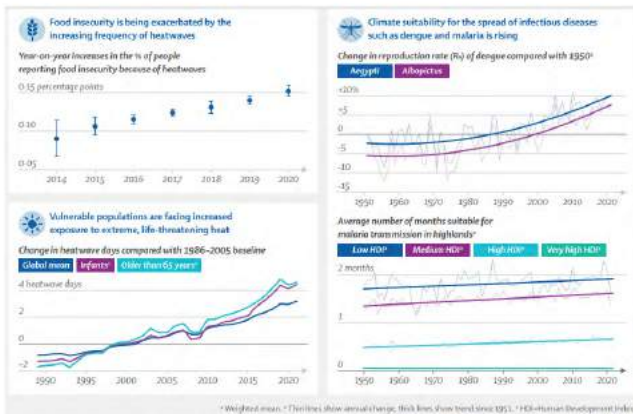 Food insecurity is being exacerbated by the
increasing frequency of heatwaves
Year-on-year increases in the % of people
reporting food insecurity because of heatwaves
0.15 percentage points
0.10
0.05
2014 2015 2016 2017 2018 2019 2020
Vulnerable populations are facing increased
exposure to extreme, life-threatening heat
Change in heatwave days compared with 1986–2005 baseline
Global mean Infants Older than 65 years
4 heatwave days
2
0
−2
1990 1995 2000 2005 2010 2015 2020
Climate suitability for the spread of infectious diseases
such as dengue and malaria is rising
Change in reproduction rate (R₀) of dengue compared with 1950
Aegypti Albopictus
+10%
5
0
-5
-10
-15
1950 1960 1970 1980 1990 2000 2010 2020
Average number of months suitable for
malaria transmission in highlands
Low HDI Medium HDI High HDI Very high HDI
2 months
1
0
1950 1960 1970 1980 1990 2000 2010 2020
Weighted mean. Thin lines show annual change, thick lines show trend since 1951. HDI=Human Development Index